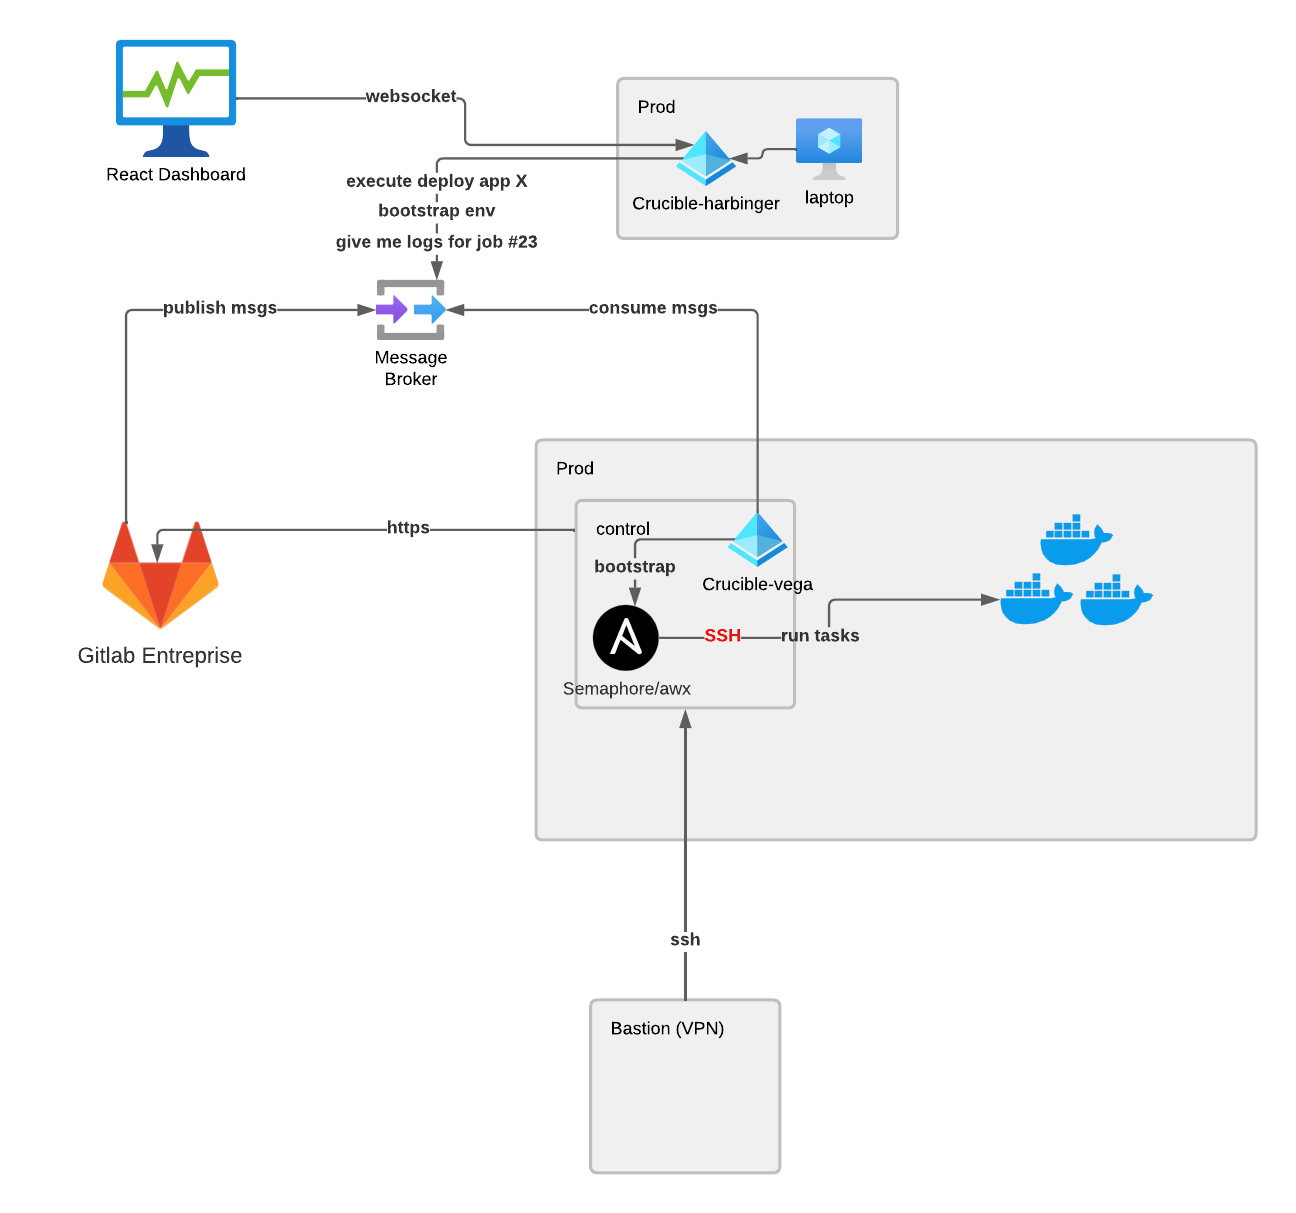 websocket
Prod
React Dashboard
execute deploy app X
Crucible-harbinger
laptop
bootstrap env
give me logs for job #23
publish msgs
consume msgs
Message
Broker
Prod
https
control
bootstrap
Crucible-vega
SSH
run tasks
Gitlab Entreprise
Semaphore/awx
ssh
Bastion (VPN)